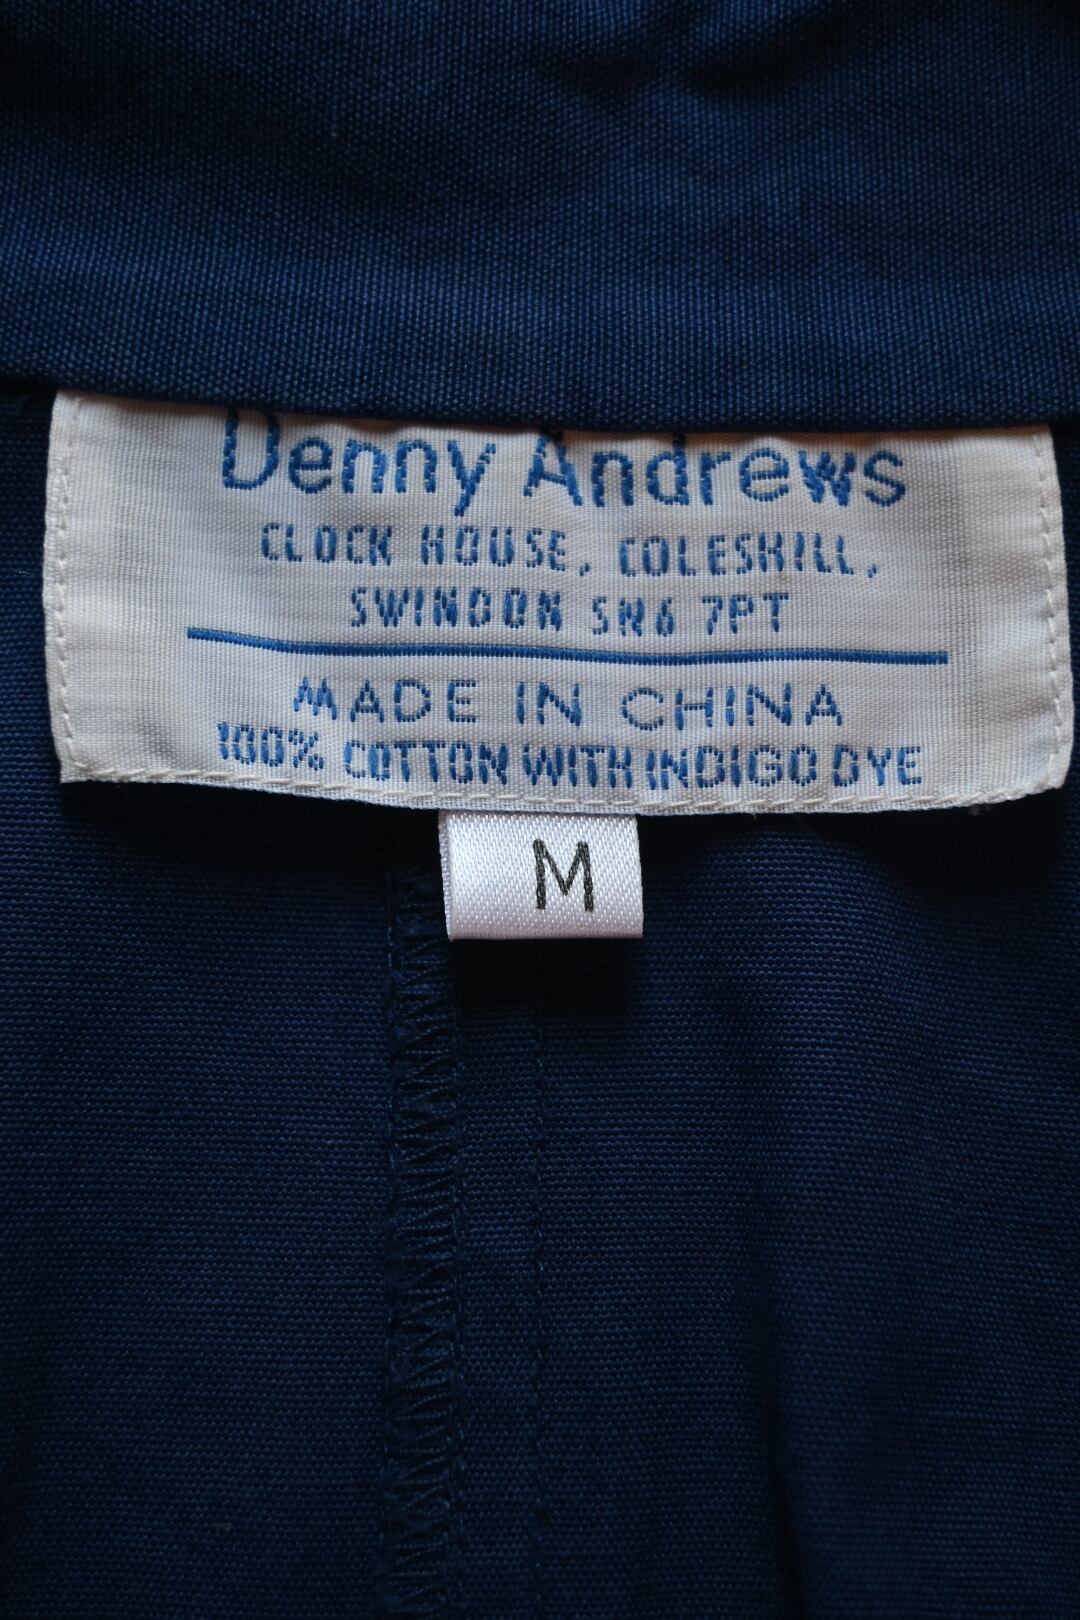 Denny Andrews
CLOCK HOUSE, COLESHILL,
SWINDON SN6 7PT
MADE IN CHINA
100% COTTON WITH INDIGO DYE
M